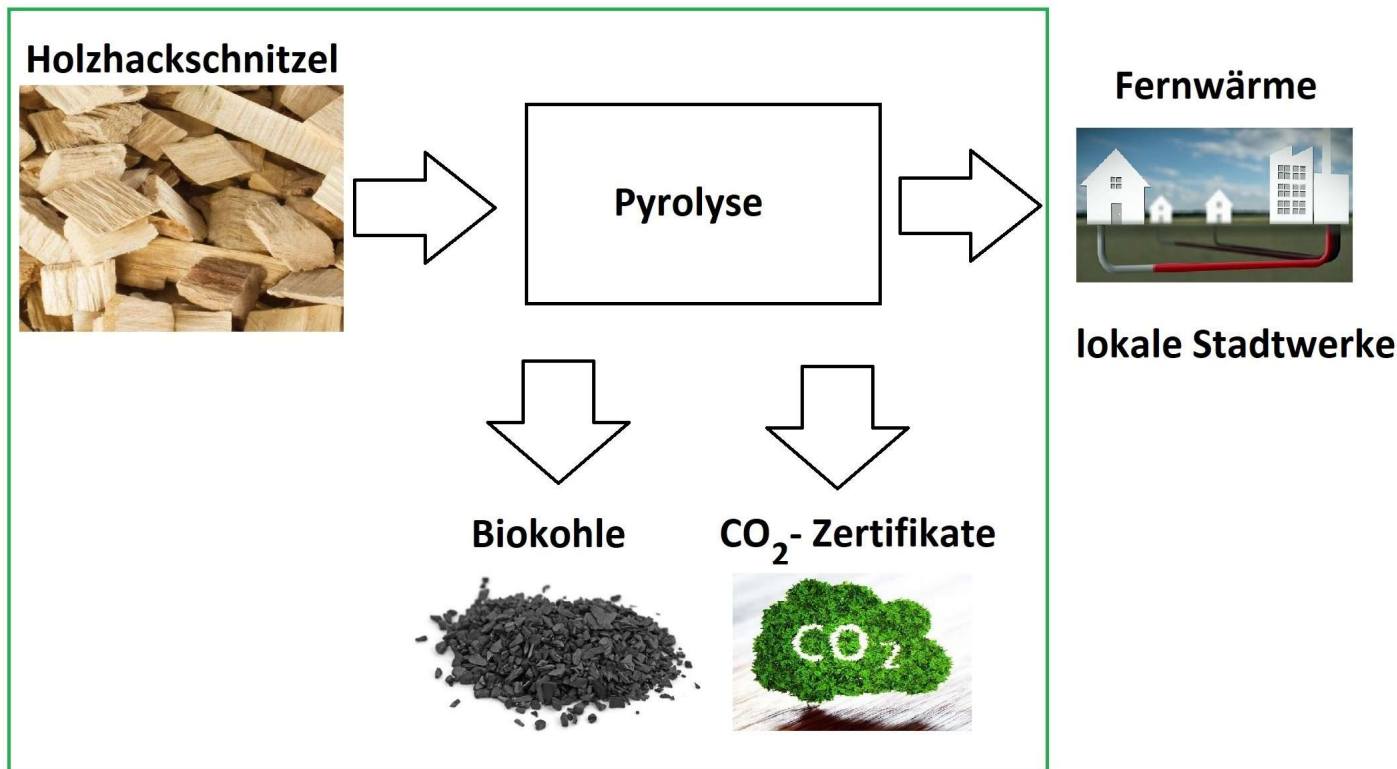 Holzhackschnitzel
Fernwärme
Pyrolyse
lokale Stadtwerke
Biokohle
CO₂- Zertifikate
CO₂